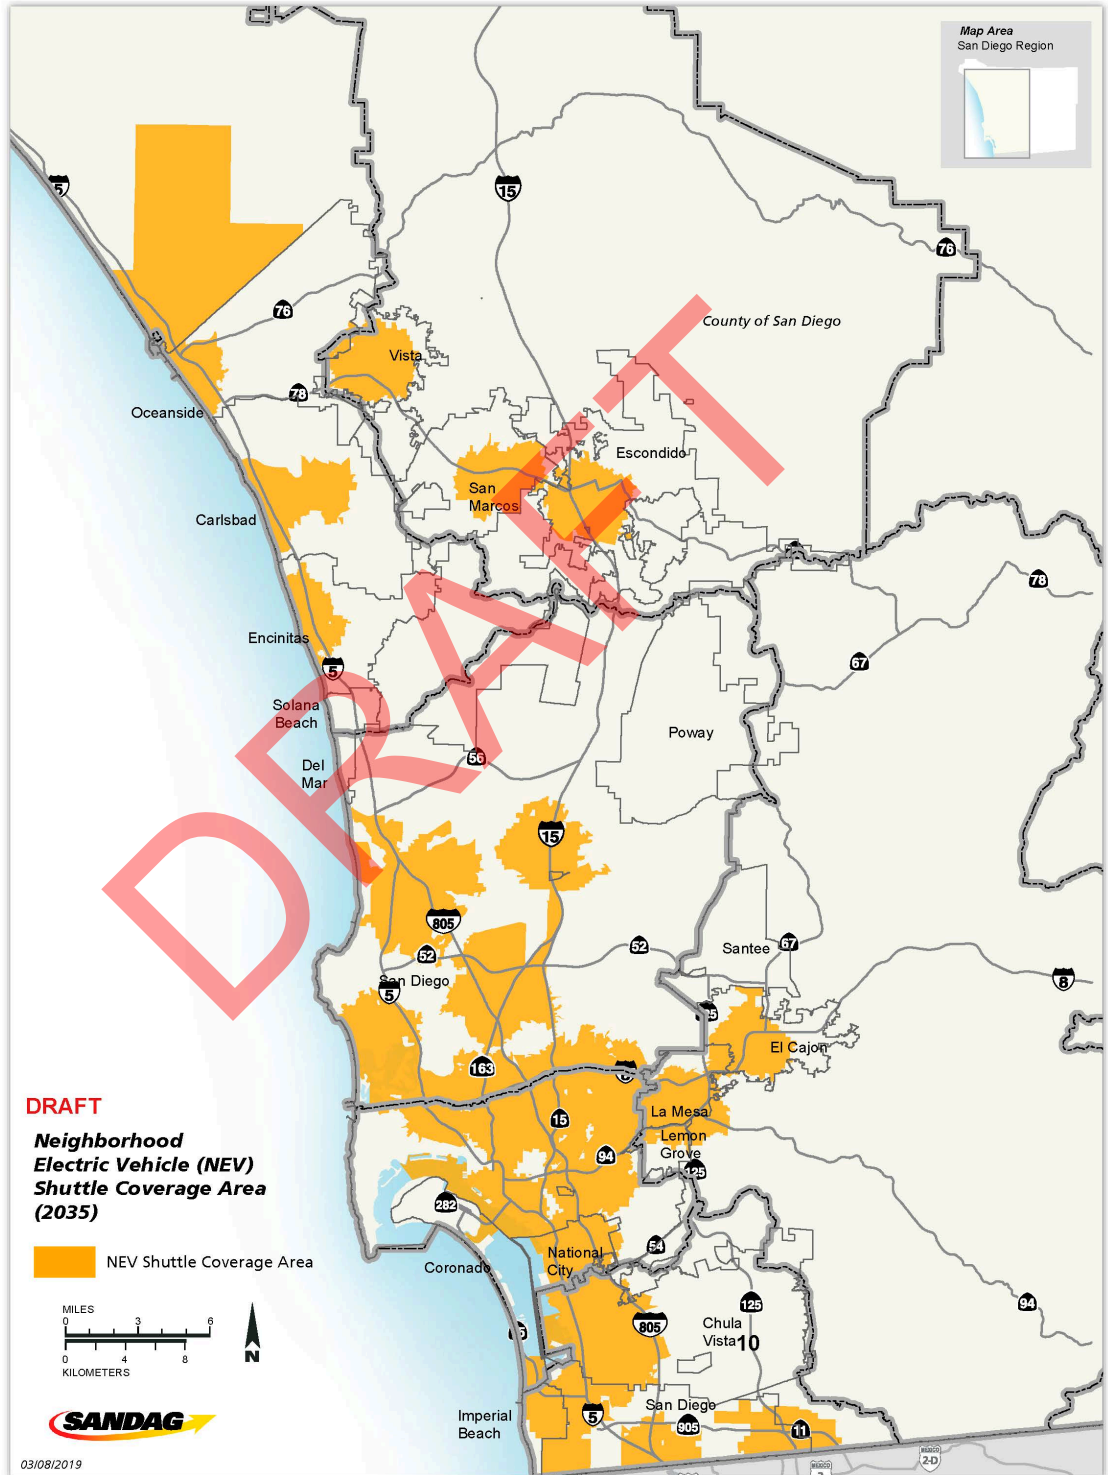 Map Area
San Diego Region
5
15
76
76
County of San Diego
Vista
78
Oceanside
Escondido
San
Marcos
Carlsbad
78
Encinitas
5
67
Solana
Beach
Poway
56
Del
Mar
15
805
52
52
Santee
67
San Diego
5
8
El Cajon
163
DRAFT
DRAFT
15
La Mesa
Lemon
Grove
94
125
Neighborhood
Electric Vehicle (NEV)
Shuttle Coverage Area
(2035)
282
54
National
City
NEV Shuttle Coverage Area
Coronado
125
94
MILES
0 3 6
0 4 8
KILOMETERS
N
805
Chula
Vista10
SANDAG
San Diego
5
905
11
Imperial
Beach
MEXICO
2-D
MEXICO
03/08/2019